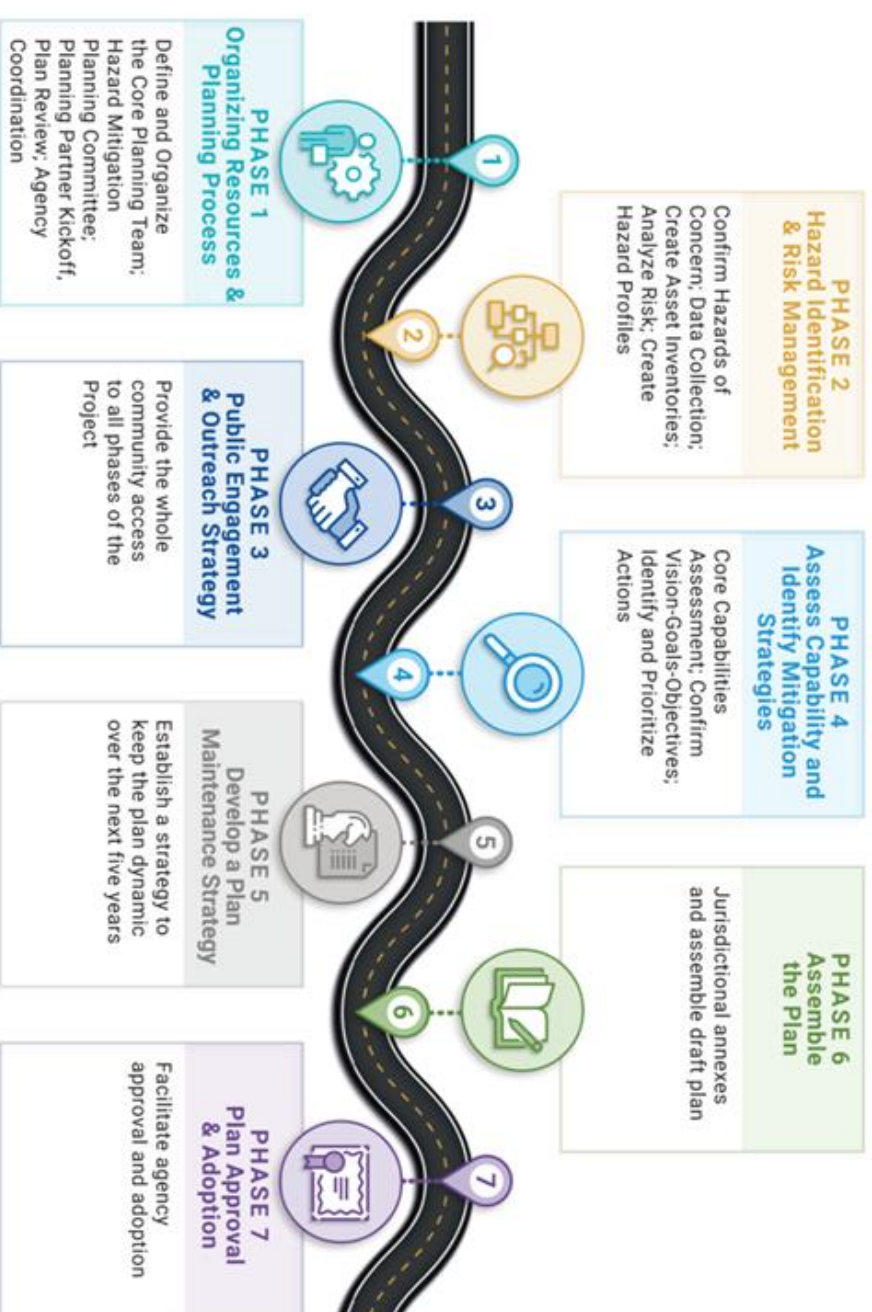 PHASE 1
Organizing Resources &
Planning Process
Define and Organize
the Core Planning Team;
Hazard Mitigation
Planning Committee;
Planning Partner Kickoff,
Plan Review; Agency
Coordination
1
PHASE 2
Hazard Identification
& Risk Management
Confirm Hazards of
Concern; Data Collection;
Create Asset Inventories;
Analyze Risk; Create
Hazard Profiles
2
PHASE 3
Public Engagement
& Outreach Strategy
Provide the whole
community access
to all phases of the
Project
3
PHASE 4
Assess Capability and
Identify Mitigation
Strategies
Core Capabilities
Assessment; Confirm
Vision-Goals-Objectives;
Identify and Prioritize
Actions
4
PHASE 5
Develop a Plan
Maintenance Strategy
Establish a strategy to
keep the plan dynamic
over the next five years
5
PHASE 6
Assemble
the Plan
Jurisdictional annexes
and assemble draft plan
6
PHASE 7
Plan Approval
& Adoption
Facilitate agency
approval and adoption
7